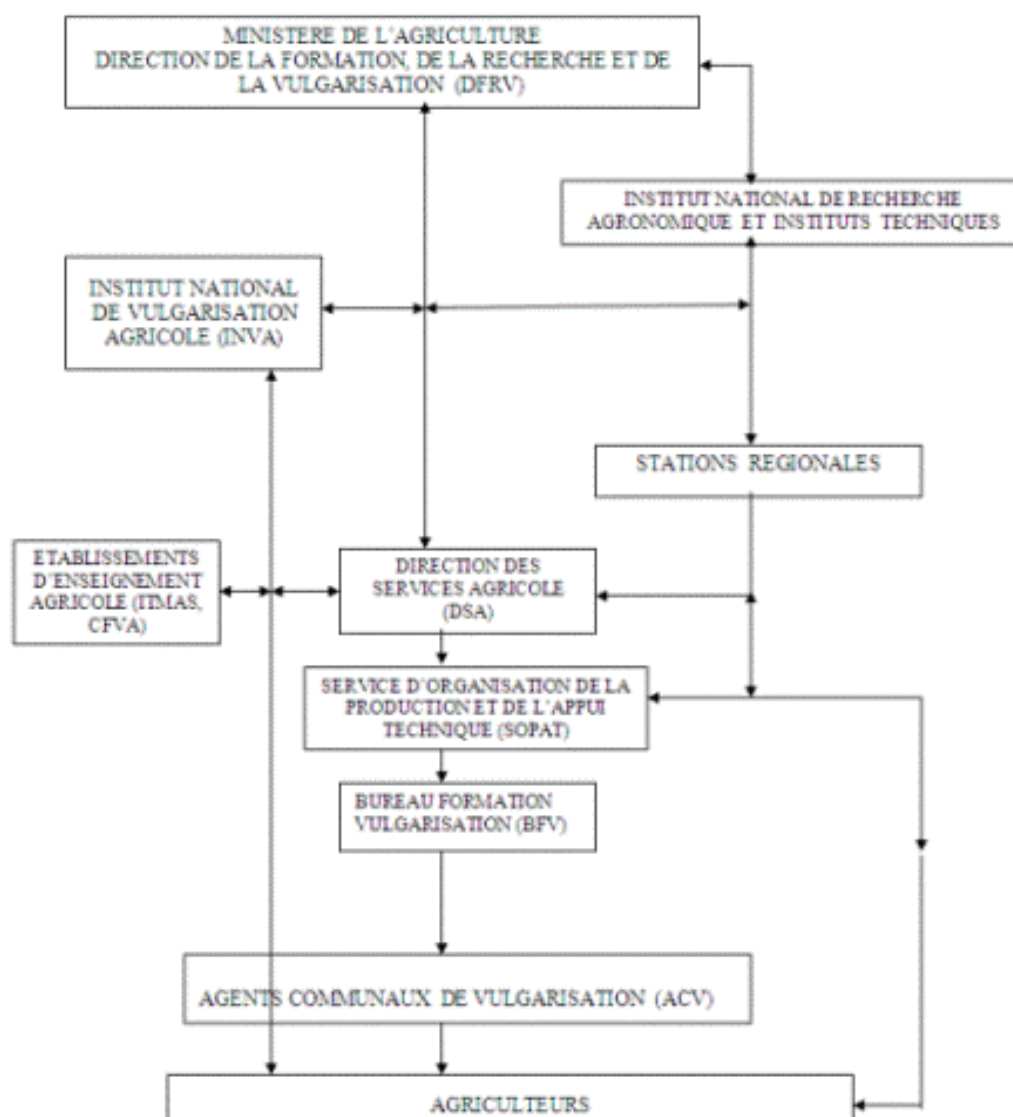 MINISTERE DE L'AGRICULTURE
DIRECTION DE LA FORMATION, DE LA RECHERCHE ET DE
LA VULGARISATION (DFRV)
INSTITUT NATIONAL DE RECHERCHE
AGRONOMIQUE ET INSTITUTS TECHNIQUES
INSTITUT NATIONAL
DE VULGARISATION
AGRICOLE (INVA)
STATIONS REGIONALES
ETABLISSEMENTS
D'ENSEIGNEMENT
AGRICOLE (ITMAS,
CFVA)
DIRECTION DES
SERVICES AGRICOLE
(DSA)
SERVICE D'ORGANISATION DE LA
PRODUCTION ET DE L'APPUI
TECHNIQUE (SOPAT)
BUREAU FORMATION
VULGARISATION (BFV)
AGENTS COMMUNAUX DE VULGARISATION (ACV)
AGRICULTEURS